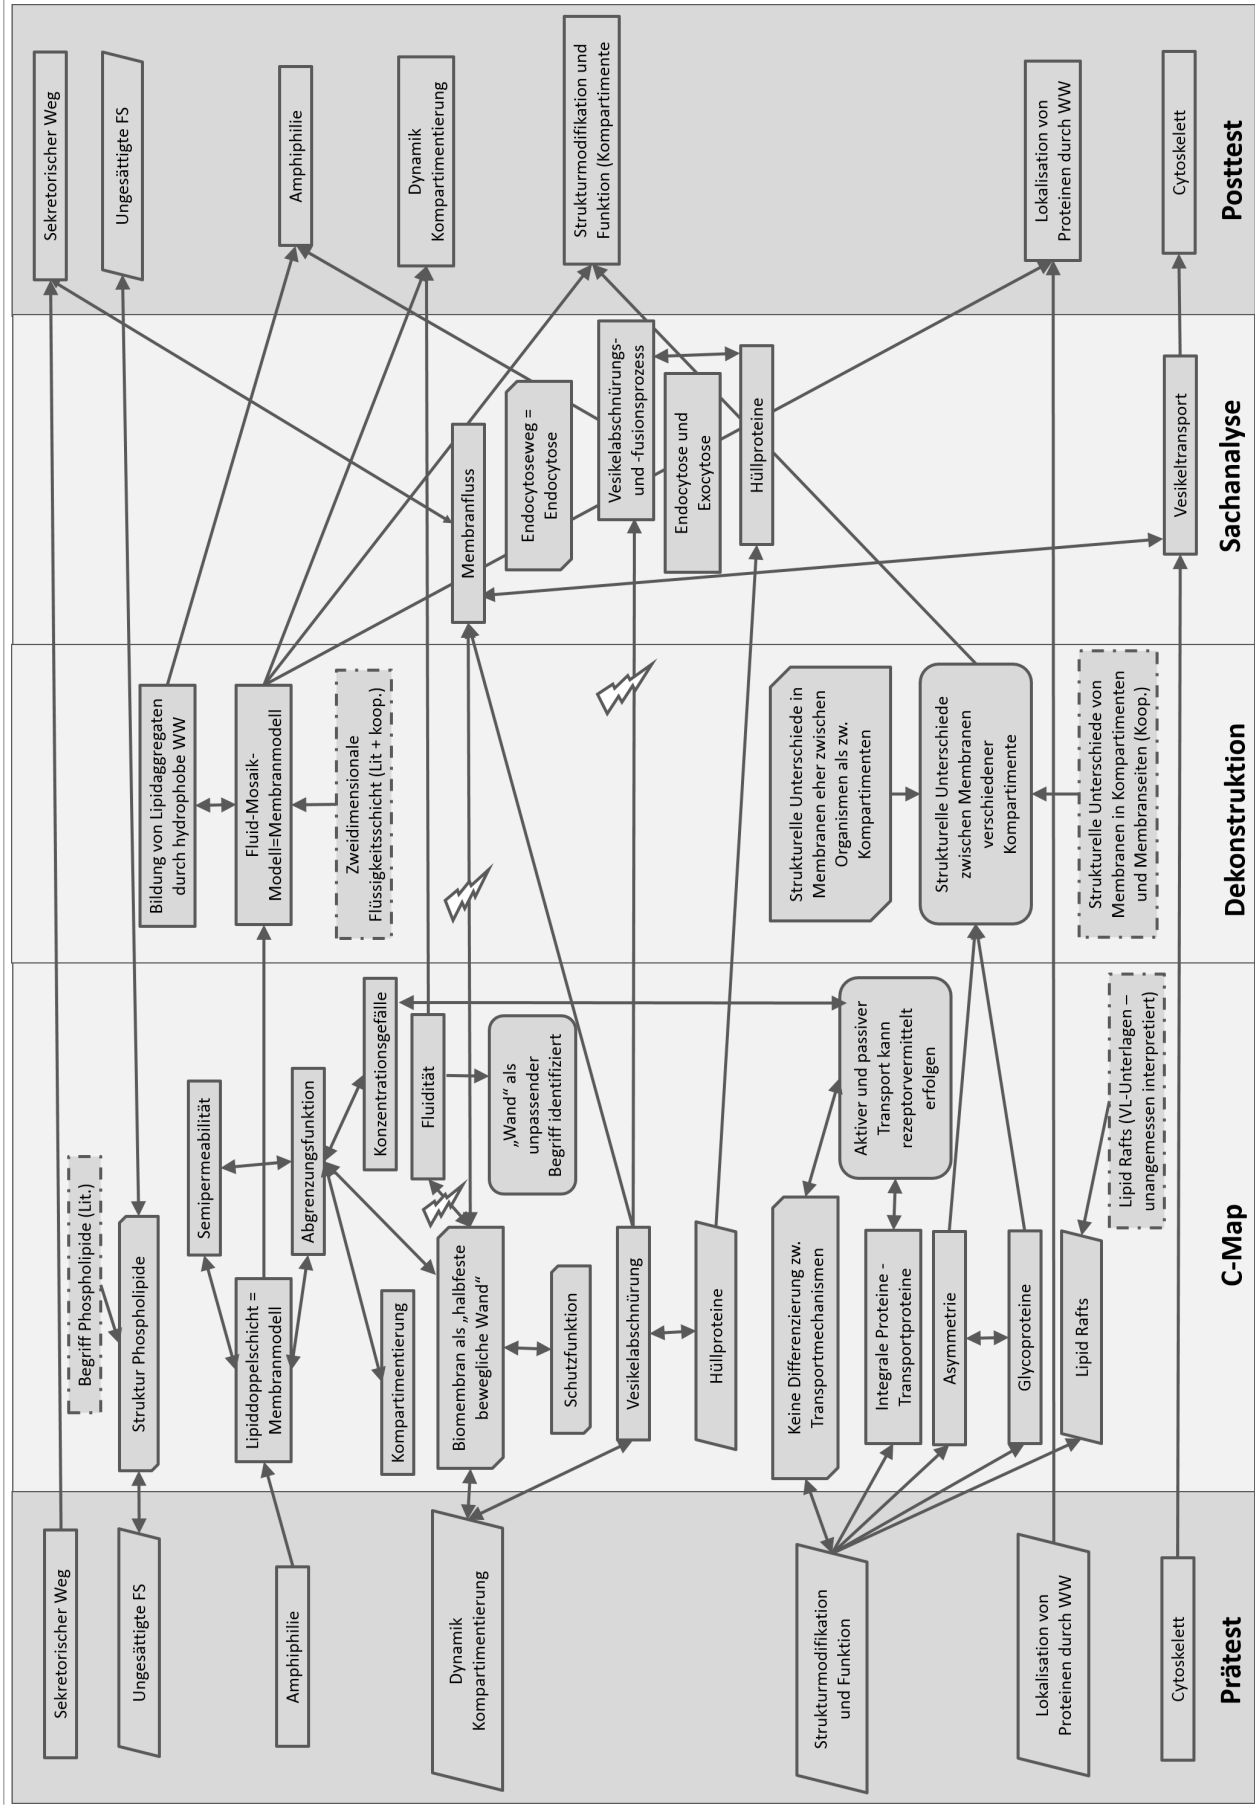 Sekretorischer Weg
Ungesättigte FS
Amphiphilie
Dynamik
Kompartimentierung
Strukturmodifikation
und Funktion
Lokalisation von
Proteinen durch WW
Cytoskelett
Prätest
Begriff Phospholipide (Lit.)
Struktur Phospholipide
Semipermeabilität
Lipiddoppelschicht =
Membranmodell
Abgrenzungsfunktion
Konzentrationsgefälle
Kompartimentierung
Fluidität
Biomembran als „halbfeste
bewegliche Wand“
„Wand“ als
unpassender
Begriff identifiziert
Schutzfunktion
Vesikelabschnürung
Hüllproteine
Keine Differenzierung zw.
Transportmechanismen
Aktiver und passiver
Transport kann
rezeptorvermittelt
erfolgen
Integrale Proteine -
Transportproteine
Asymmetrie
Glycoproteine
Lipid Rafts
Lipid Rafts (VL-Unterlagen –
unangemessen interpretiert)
C-Map
Bildung von Lipidaggregaten
durch hydrophobe WW
Fluid-Mosaik-
Modell=Membranmodell
Zweidimensionale
Flüssigkeitsschicht (Lit + koop.)
Strukturelle Unterschiede in
Membranen eher zwischen
Organismen als zw.
Kompartimenten
Strukturelle Unterschiede
zwischen Membranen
verschiedener
Kompartimente
Strukturelle Unterschiede von
Membranen in Kompartimenten
und Membranseiten (Koop.)
Dekonstruktion
Membranfluss
Endocytoseweg =
Endocytose
Vesikelabschnürungs-
und -fusionsprozess
Endocytose und
Exocytose
Hüllproteine
Vesikeltransport
Sachanalyse
Sekretorischer Weg
Ungesättigte FS
Amphiphilie
Dynamik
Kompartimentierung
Strukturmodifikation und
Funktion (Kompartimente
Lokalisation von
Proteinen durch WW
Cytoskelett
Posttest